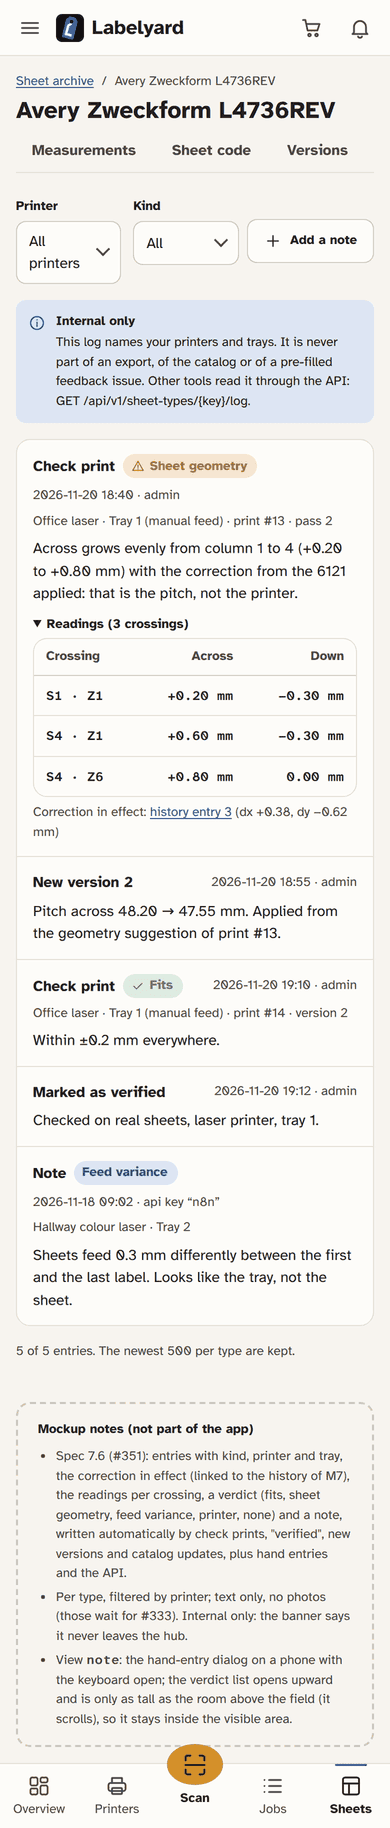 Labelyard
Sheet archive / Avery Zweckform L4736REV
Avery Zweckform L4736REV
Measurements Sheet code Versions
Printer Kind
All printers All + Add a note
Internal only
This log names your printers and trays. It is never
part of an export, of the catalog or of a pre-filled
feedback issue. Other tools read it through the API:
GET /api/v1/sheet-types/{key}/log.
Check print Sheet geometry
2026-11-20 18:40 · admin
Office laser · Tray 1 (manual feed) · print #13 · pass 2
Across grows evenly from column 1 to 4 (+0.20
to +0.80 mm) with the correction from the 6121
applied: that is the pitch, not the printer.
▼ Readings (3 crossings)
Crossing Across Down
S1 · Z1 +0.20 mm −0.30 mm
S4 · Z1 +0.60 mm −0.30 mm
S4 · Z6 +0.80 mm 0.00 mm
Correction in effect: history entry 3 (dx +0.38, dy −0.62
mm)
New version 2 2026-11-20 18:55 · admin
Pitch across 48.20 → 47.55 mm. Applied from
the geometry suggestion of print #13.
Check print Fits 2026-11-20 19:10 · admin
Office laser · Tray 1 (manual feed) · print #14 · version 2
Within ±0.2 mm everywhere.
Marked as verified 2026-11-20 19:12 · admin
Checked on real sheets, laser printer, tray 1.
Note Feed variance
2026-11-18 09:02 · api key “n8n”
Hallway colour laser · Tray 2
Sheets feed 0.3 mm differently between the first
and the last label. Looks like the tray, not the
sheet.
5 of 5 entries. The newest 500 per type are kept.
Mockup notes (not part of the app)
• Spec 7.6 (#351): entries with kind, printer and tray,
the correction in effect (linked to the history of M7),
the readings per crossing, a verdict (fits, sheet
geometry, feed variance, printer, none) and a note,
written automatically by check prints, "verified", new
versions and catalog updates, plus hand entries
and the API.
• Per type, filtered by printer; text only, no photos
(those wait for #333). Internal only: the banner says
it never leaves the hub.
• View note: the hand-entry dialog on a phone with
the keyboard open; the verdict list opens upward
and is only as tall as the room above the field (it
scrolls), so it stays inside the visible area.
Overview Printers Scan Jobs Sheets